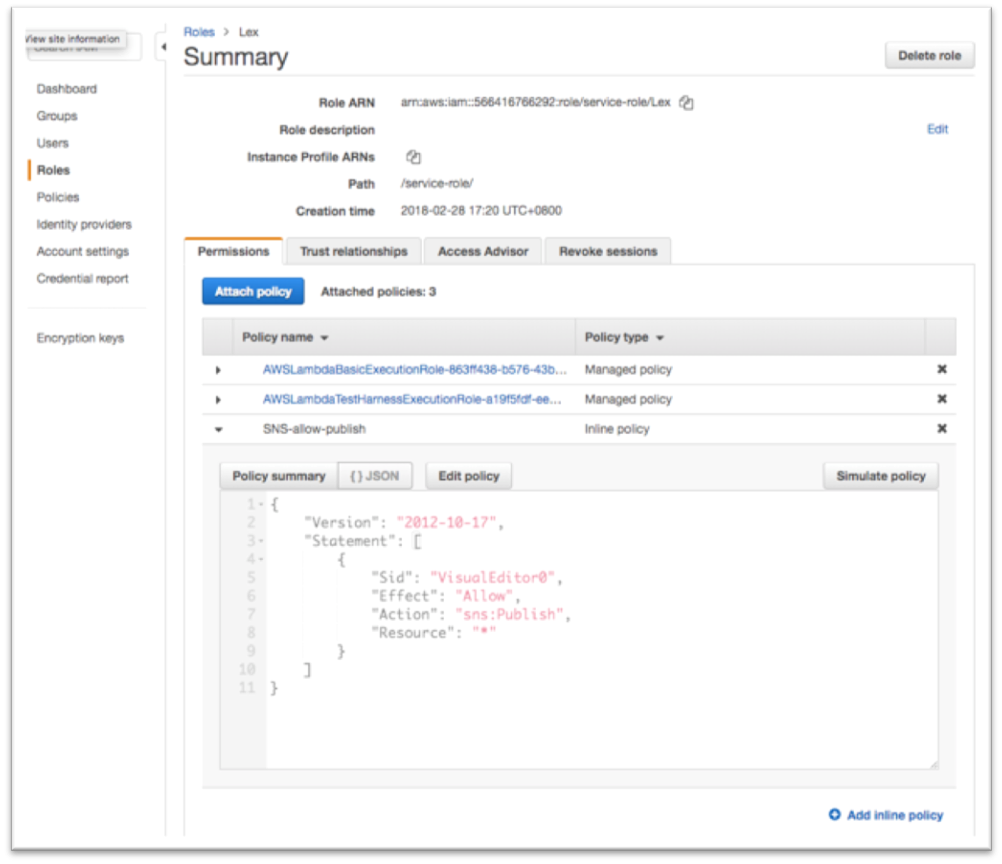 View site information
Roles > Lex
Summary
Delete role
Dashboard
Groups
Users
Roles
Policies
Identity providers
Account settings
Credential report
Encryption keys
Role ARN arn:aws:iam::566416766292:role/service-role/Lex
Role description Edit
Instance Profile ARNs
Path /service-role/
Creation time 2018-02-28 17:20 UTC+0800
Permissions Trust relationships Access Advisor Revoke sessions
Attach policy Attached policies: 3
Policy name Policy type
AWSLambdaBasicExecutionRole-863ff438-b576-43b... Managed policy
AWSLambdaTestHarnessExecutionRole-a19f5fdf-ee... Managed policy
SNS-allow-publish Inline policy
Policy summary { } JSON Edit policy Simulate policy
1 {
2 "Version": "2012-10-17",
3 "Statement": [
4 {
5 "Sid": "VisualEditor0",
6 "Effect": "Allow",
7 "Action": "sns:Publish",
8 "Resource": "*"
9 }
10 ]
11 }
Add inline policy